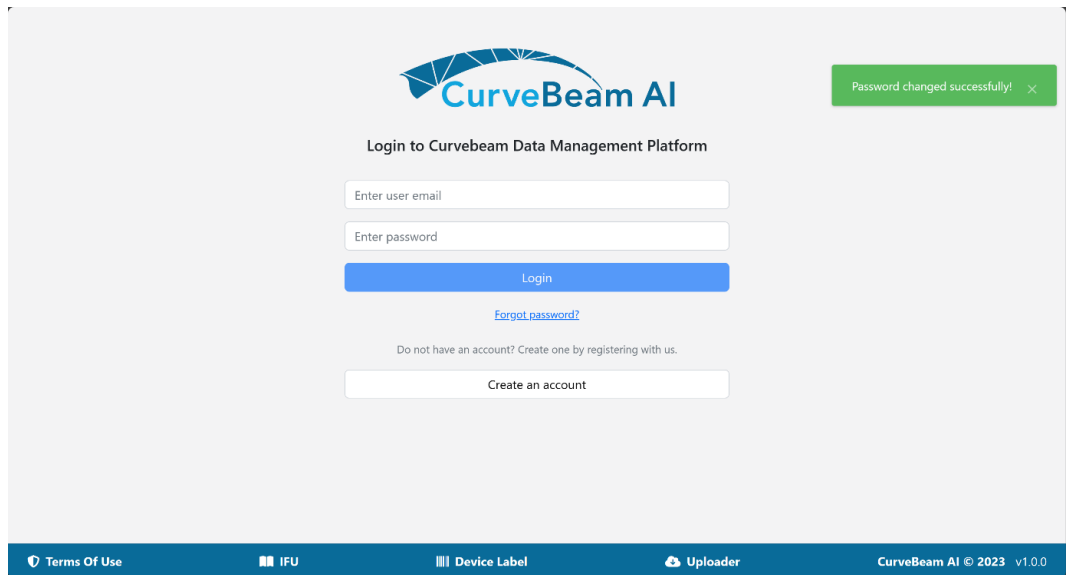 CurveBeam AI
Password changed successfully! ×
Login to Curvebeam Data Management Platform
Enter user email
Enter password
Login
Forgot password?
Do not have an account? Create one by registering with us.
Create an account
Terms Of Use
IFU
Device Label
Uploader
CurveBeam AI © 2023 v1.0.0